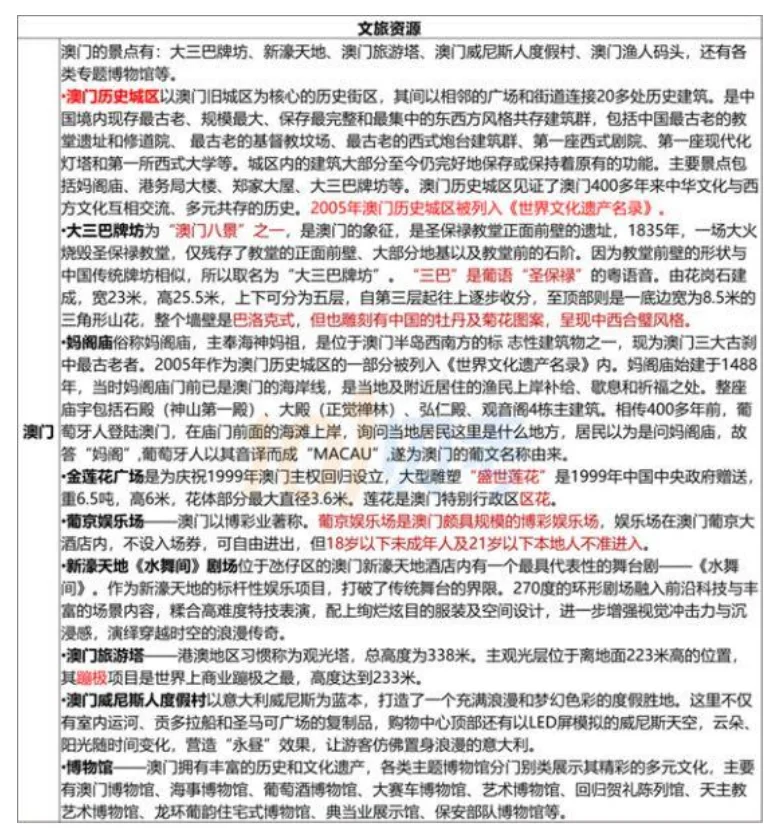 文旅资源
澳门
澳门的景点有：大三巴牌坊、新濠天地、澳门旅游塔、澳门威尼斯人度假村、澳门渔人码头，还有各
类专题博物馆等。
•澳门历史城区以澳门旧城区为核心的历史街区，其间以相邻的广场和街道连接20多处历史建筑。是中
国境内现存最古老、规模最大、保存最完整和最集中的东西方风格共存建筑群，包括中国最古老的教
堂遗址和修道院、 最古老的基督教坟场、最古老的西式炮台建筑群、第一座西式剧院、第一座现代化
灯塔和第一所西式大学等。城区内的建筑大部分至今仍完好地保存或保持着原有的功能。主要景点包
括妈阁庙、港务局大楼、郑家大屋、大三巴牌坊等。澳门历史城区见证了澳门400多年来中华文化与西
方文化互相交流、多元共存的历史。2005年澳门历史城区被列入《世界文化遗产名录》。
•大三巴牌坊为“澳门八景”之一，是澳门的象征，是圣保禄教堂正面前壁的遗址，1835年，一场大火
烧毁圣保禄教堂，仅残存了教堂的正面前壁、大部分地基以及教堂前的石阶。因为教堂前壁的形状与
中国传统牌坊相似，所以取名为“大三巴牌坊”。“三巴”是葡语“圣保禄”的粤语音。由花岗石建
成，宽23米，高25.5米，上下可分为五层，自第三层起往上逐步收分，至顶部则是一底边宽为8.5米的
三角形山花，整个墙壁是巴洛克式，但也雕刻有中国的牡丹及菊花图案，呈现中西合璧风格。
•妈阁庙俗称妈阁庙，主奉海神妈祖，是位于澳门半岛西南方的标 志性建筑物之一，现为澳门三大古刹
中最古老者。2005年作为澳门历史城区的一部分被列入《世界文化遗产名录》内。妈阁庙始建于1488
年，当时妈阁庙门前已是澳门的海岸线，是当地及附近居住的渔民上岸补给、歇息和祈福之处。整座
庙宇包括石殿（神山第一殿）、大殿（正觉禅林）、弘仁殿、观音阁4栋主建筑。相传400多年前，葡
萄牙人登陆澳门，在庙门前面的海滩上岸，询问当地居民这里是什么地方，居民以为是问妈阁庙，故
答“妈阁”,葡萄牙人以其音译而成“MACAU”遂为澳门的葡文名称由来。
•金莲花广场是为庆祝1999年澳门主权回归设立，大型雕塑“盛世莲花”是1999年中国中央政府赠送，
重6.5吨，高6米，花体部分最大直径3.6米。莲花是澳门特别行政区区花。
•葡京娱乐场——澳门以博彩业著称。葡京娱乐场是澳门颇具规模的博彩娱乐场，娱乐场在澳门葡京大
酒店内，不设入场券，可自由进出，但18岁以下未成年人及21岁以下本地人不准进入。
•新濠天地《水舞间》剧场位于氹仔区的澳门新濠天地酒店内有一个最具代表性的舞台剧——《水舞
间》。作为新濠天地的标杆性娱乐项目，打破了传统舞台的界限。270度的环形剧场融入前沿科技与丰
富的场景内容，糅合高难度特技表演，配上绚烂炫目的服装及空间设计，进一步增强视觉冲击力与沉
浸感，演绎穿越时空的浪漫传奇。
•澳门旅游塔——港澳地区习惯称为观光塔，总高度为338米。主观光层位于离地面223米高的位置，
其蹦极项目是世界上商业蹦极之最，高度达到233米。
•澳门威尼斯人度假村以意大利威尼斯为蓝本，打造了一个充满浪漫和梦幻色彩的度假胜地。这里不仅
有室内运河、贡多拉船和圣马可广场的复制品，购物中心顶部还有以LED屏模拟的威尼斯天空，云朵、
阳光随时间变化，营造“永昼”效果，让游客仿佛置身浪漫的意大利。
•博物馆——澳门拥有丰富的历史和文化遗产，各类主题博物馆分门别类展示其精彩的多元文化，主要
有澳门博物馆、海事博物馆、葡萄酒博物馆、大赛车博物馆、艺术博物馆、回归贺礼陈列馆、天主教
艺术博物馆、龙环葡韵住宅式博物馆、典当业展示馆、保安部队博物馆等。